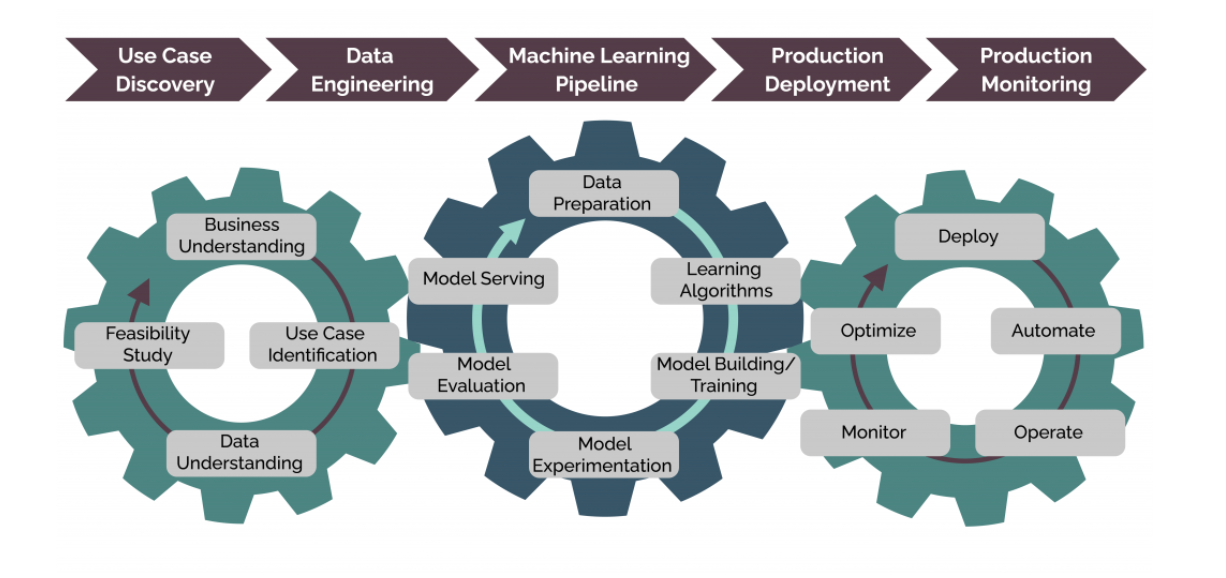 Use Case
Discovery
Data
Engineering
Machine Learning
Pipeline
Production
Deployment
Production
Monitoring
Business
Understanding
Use Case
Identification
Data
Understanding
Feasibility
Study
Data
Preparation
Learning
Algorithms
Model Building/
Training
Model
Experimentation
Model
Evaluation
Model Serving
Deploy
Automate
Operate
Monitor
Optimize